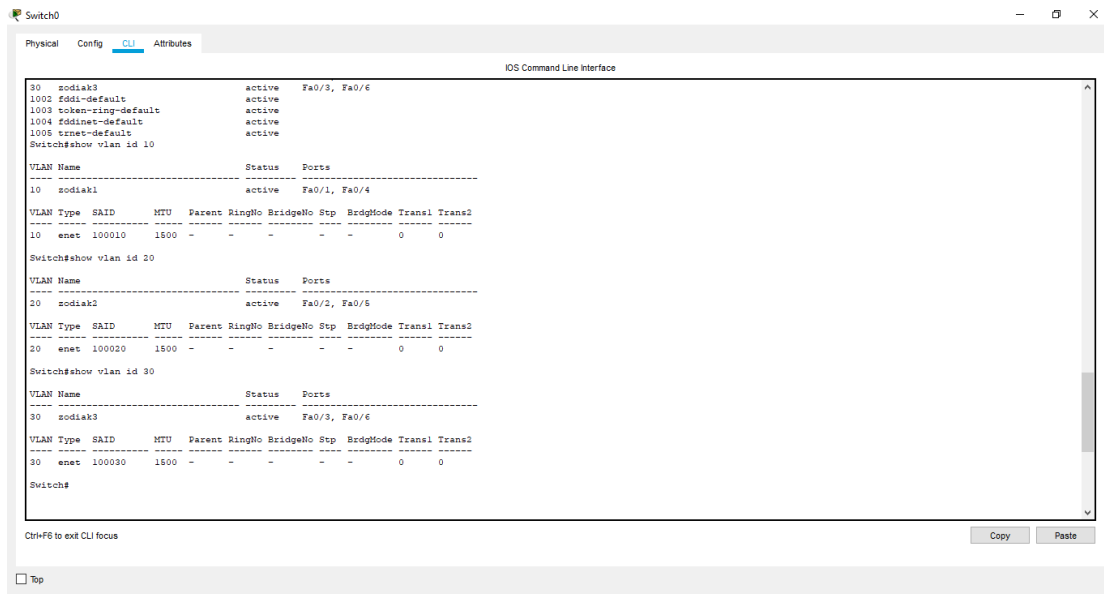 Switch0
Physical Config CLI Attributes
IOS Command Line Interface
30   zodiak3                          active    Fa0/3, Fa0/6
1002 fddi-default                     active
1003 token-ring-default               active
1004 fddinet-default                  active
1005 trnet-default                    active
Switch#show vlan id 10
VLAN Name                             Status    Ports
---- -------------------------------- --------- -------------------------------
10   zodiak1                          active    Fa0/1, Fa0/4
VLAN Type  SAID       MTU   Parent RingNo BridgeNo Stp  BrdgMode Trans1 Trans2
---- ----- ---------- ----- ------ ------ -------- ---- -------- ------ ------
10   enet  100010     1500  -      -      -        -    -        0      0
Switch#show vlan id 20
VLAN Name                             Status    Ports
---- -------------------------------- --------- -------------------------------
20   zodiak2                          active    Fa0/2, Fa0/5
VLAN Type  SAID       MTU   Parent RingNo BridgeNo Stp  BrdgMode Trans1 Trans2
---- ----- ---------- ----- ------ ------ -------- ---- -------- ------ ------
20   enet  100020     1500  -      -      -        -    -        0      0
Switch#show vlan id 30
VLAN Name                             Status    Ports
---- -------------------------------- --------- -------------------------------
30   zodiak3                          active    Fa0/3, Fa0/6
VLAN Type  SAID       MTU   Parent RingNo BridgeNo Stp  BrdgMode Trans1 Trans2
---- ----- ---------- ----- ------ ------ -------- ---- -------- ------ ------
30   enet  100030     1500  -      -      -        -    -        0      0
Switch#
Ctrl+F6 to exit CLI focus
Copy Paste
Top